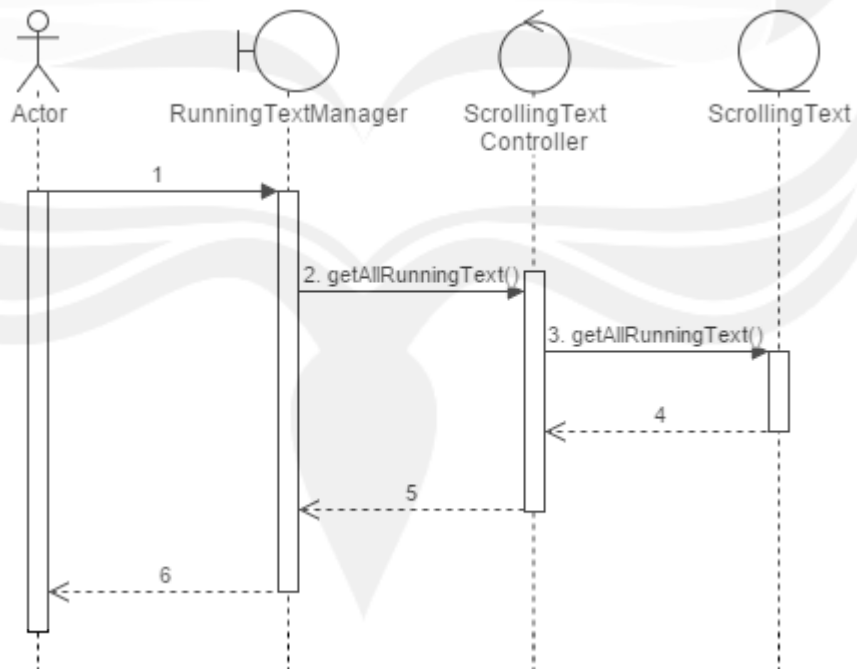 Actor
RunningTextManager
ScrollingText
Controller
ScrollingText
1
2. getAllRunningText()
3. getAllRunningText()
4
5
6